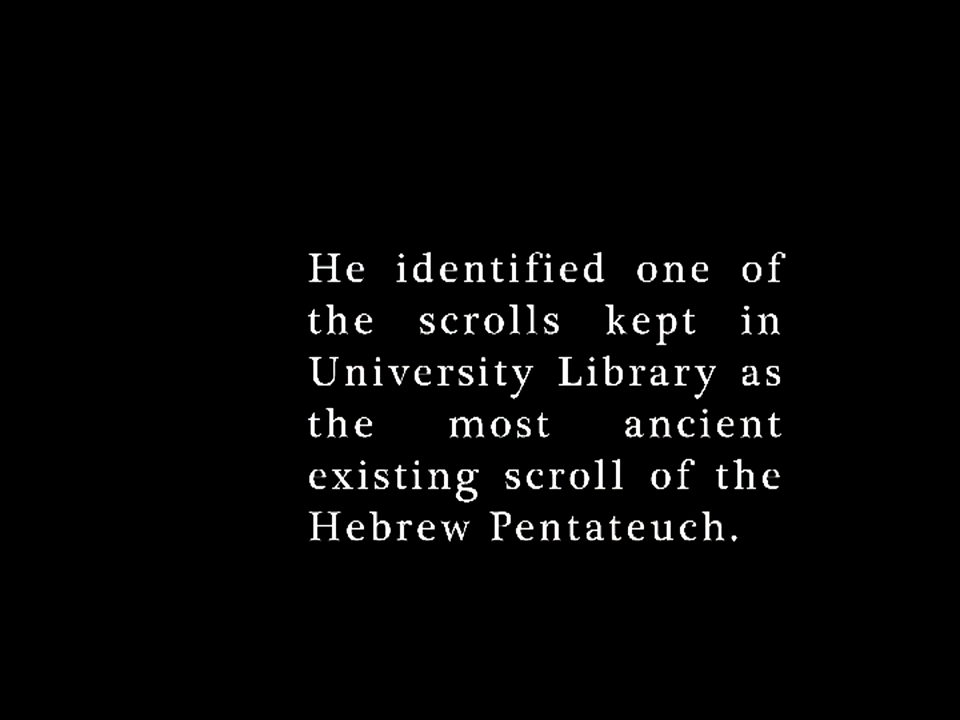 He identified one of
the scrolls kept in
University Library as
the most ancient
existing scroll of the
Hebrew Pentateuch.